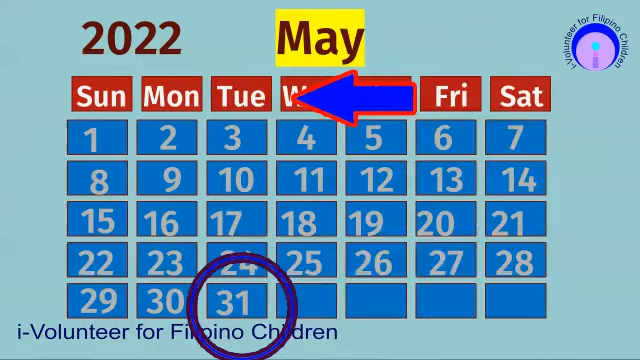 2022 May
i-Volunteer for Filipino Children
i
Sun Mon Tue Fri Sat
1 2 3 4 5 6 7
8 9 10 11 12 13 14
15 16 17 18 19 20 21
22 23 24 25 26 27 28
29 30 31
i-Volunteer for Filipino Children